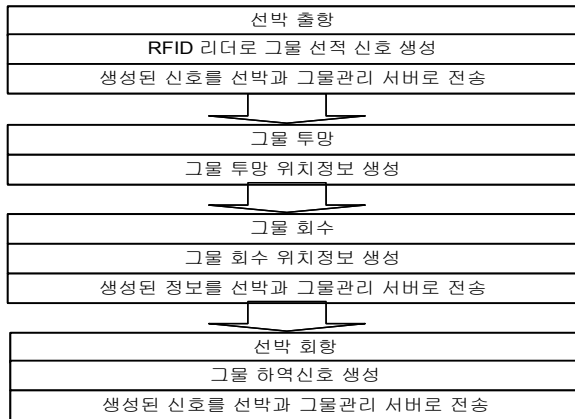 선박 출항
RFID 리더로 그물 선적 신호 생성
생성된 신호를 선박과 그물관리 서버로 전송
그물 투망
그물 투망 위치정보 생성
그물 회수
그물 회수 위치정보 생성
생성된 정보를 선박과 그물관리 서버로 전송
선박 회항
그물 하역신호 생성
생성된 신호를 선박과 그물관리 서버로 전송